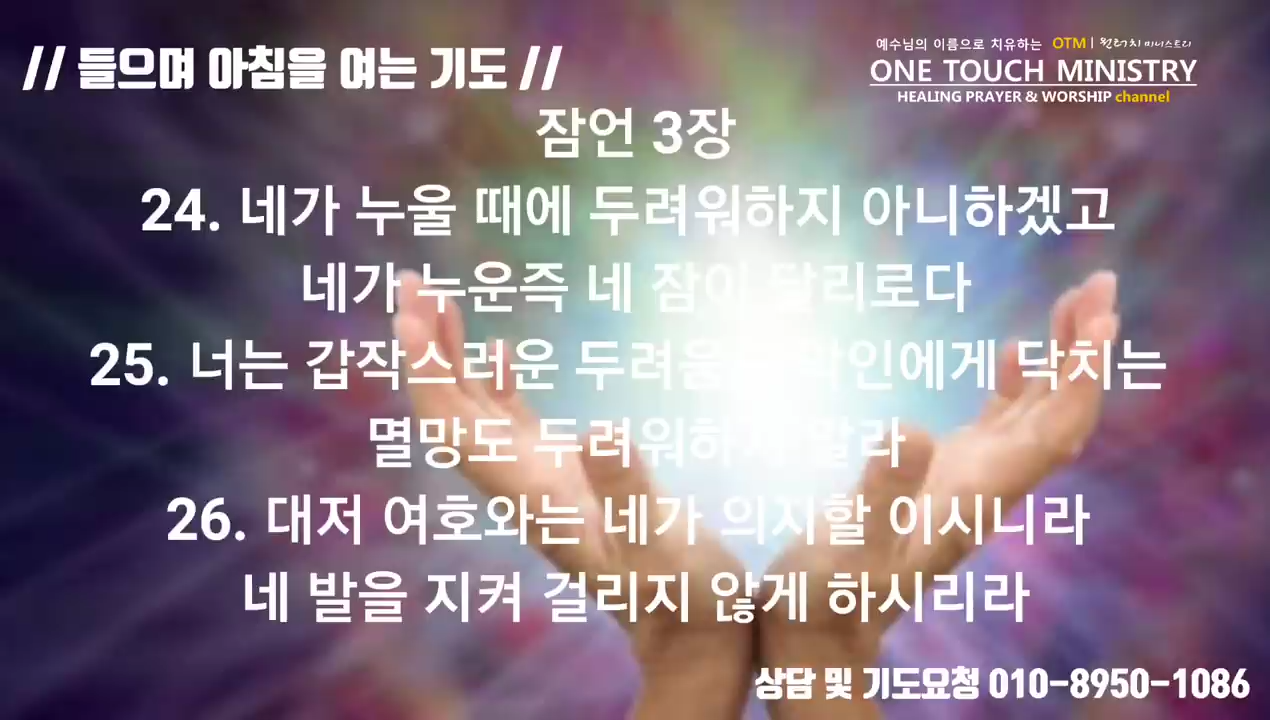 // 들으며 아침을 여는 기도 //
예수님의 이름으로 치유하는 OTM | 원터치 미니스트리
ONE TOUCH MINISTRY
HEALING PRAYER & WORSHIP channel
잠언 3장
24. 네가 누울 때에 두려워하지 아니하겠고
네가 누운즉 네 잠이 달리로다
25. 너는 갑작스러운 두려움 악인에게 닥치는
멸망도 두려워하지 말라
26. 대저 여호와는 네가 의지할 이시니라
네 발을 지켜 걸리지 않게 하시리라
상담 및 기도요청 010-8950-1086